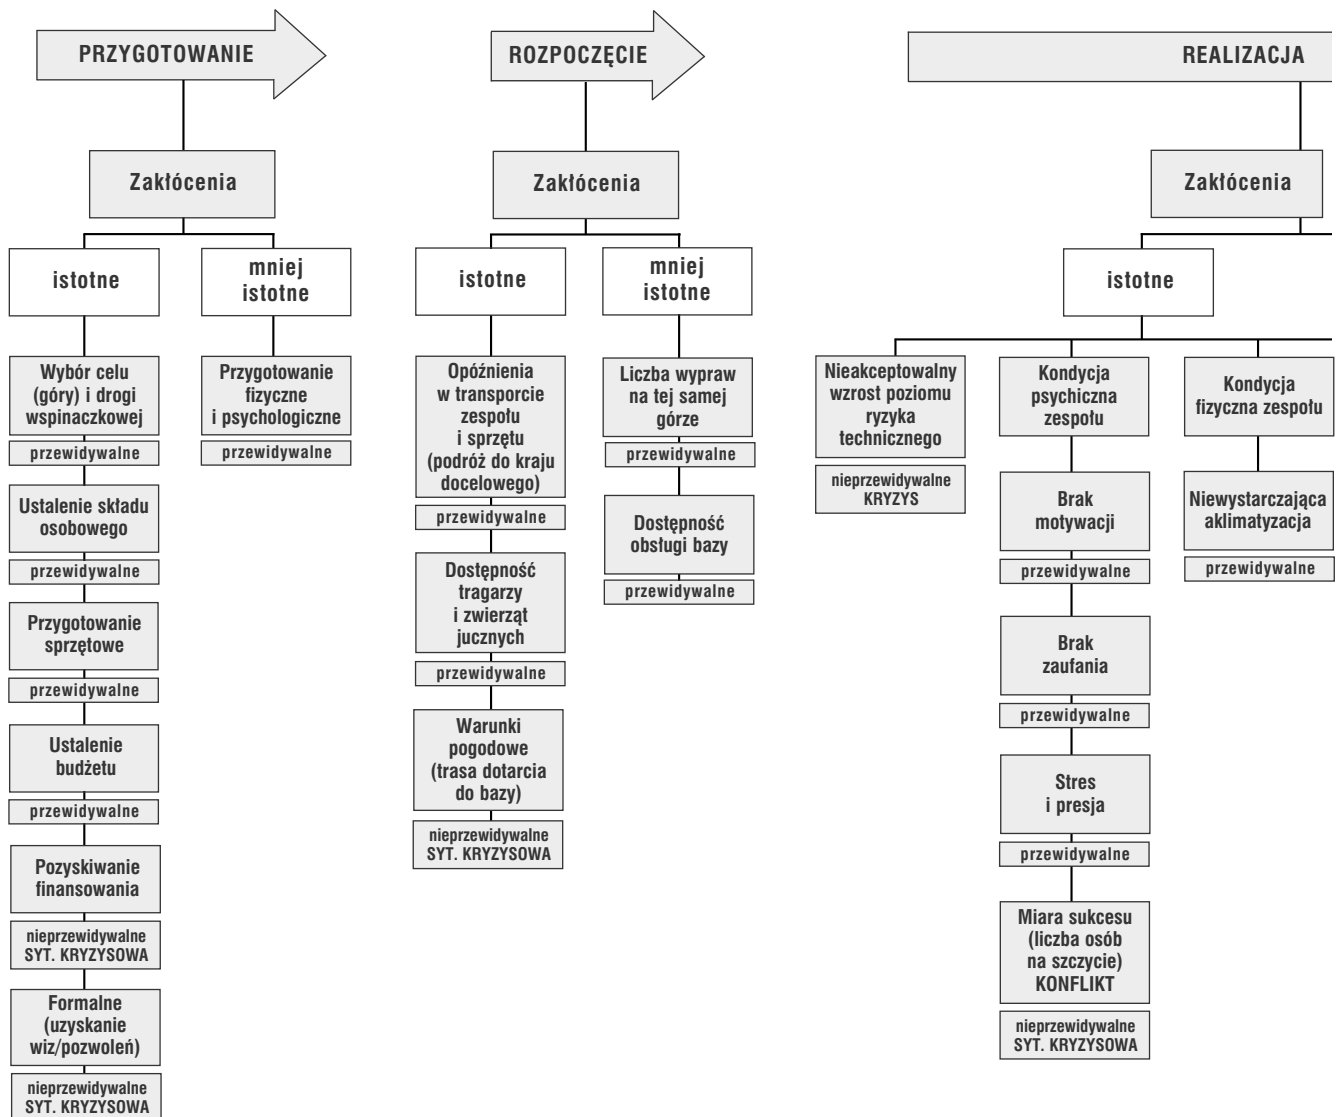 PRZYGOTOWANIE
Zakłócenia
istotne
Wybór celu
(góry) i drogi
wspinaczkowej
przewidywalne
Ustalenie składu
osobowego
przewidywalne
Przygotowanie
sprzętowe
przewidywalne
Ustalenie
budżetu
przewidywalne
Pozyskiwanie
finansowania
nieprzewidywalne
SYT. KRYZYSOWA
Formalne
(uzyskanie
wiz/pozwoleń)
nieprzewidywalne
SYT. KRYZYSOWA
mniej
istotne
Przygotowanie
fizyczne
i psychologiczne
przewidywalne
ROZPOCZĘCIE
Zakłócenia
istotne
Opóźnienia
w transporcie
zespołu
i sprzętu
(podróż do kraju
docelowego)
przewidywalne
Dostępność
tragarzy
i zwierząt
jucznych
przewidywalne
Warunki
pogodowe
(trasa dotarcia
do bazy)
nieprzewidywalne
SYT. KRYZYSOWA
mniej
istotne
Liczba wypraw
na tej samej
górze
przewidywalne
Dostępność
obsługi bazy
przewidywalne
REALIZACJA
Zakłócenia
istotne
Nieakceptowalny
wzrost poziomu
ryzyka
technicznego
nieprzewidywalne
KRYZYS
Kondycja
psychiczna
zespołu
Brak
motywacji
przewidywalne
Brak
zaufania
przewidywalne
Stres
i presja
przewidywalne
Miara sukcesu
(liczba osób
na szczycie)
KONFLIKT
nieprzewidywalne
SYT. KRYZYSOWA
Kondycja
fizyczna zespołu
Niewystarczająca
aklimatyzacja
przewidywalne